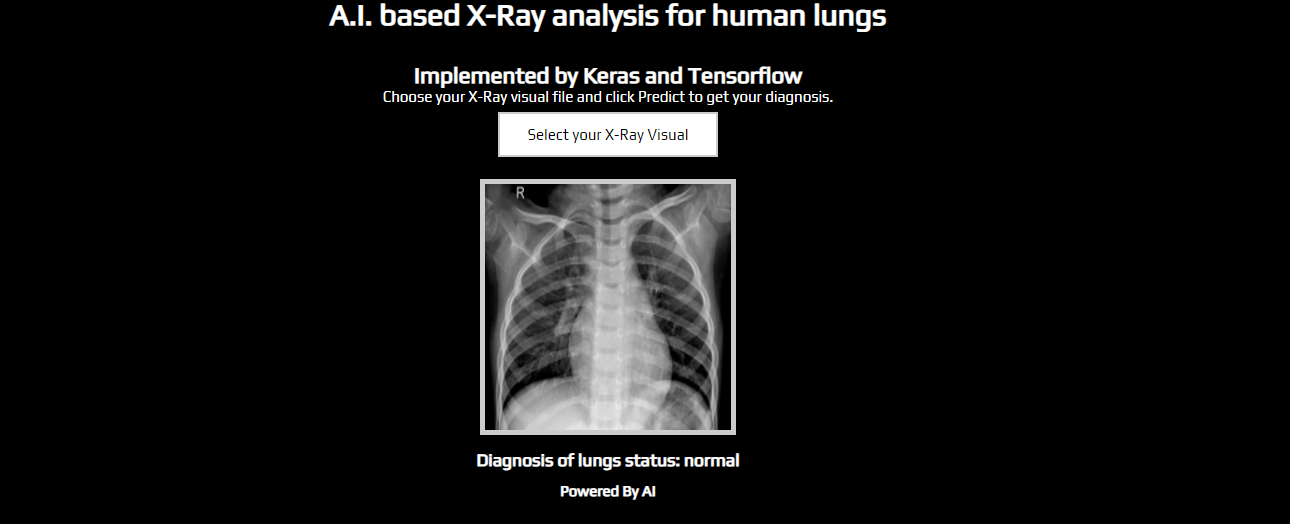 A.I. based X-Ray analysis for human lungs
Implemented by Keras and Tensorflow
Choose your X-Ray visual file and click Predict to get your diagnosis.
Select your X-Ray Visual
R
Diagnosis of lungs status: normal
Powered By AI